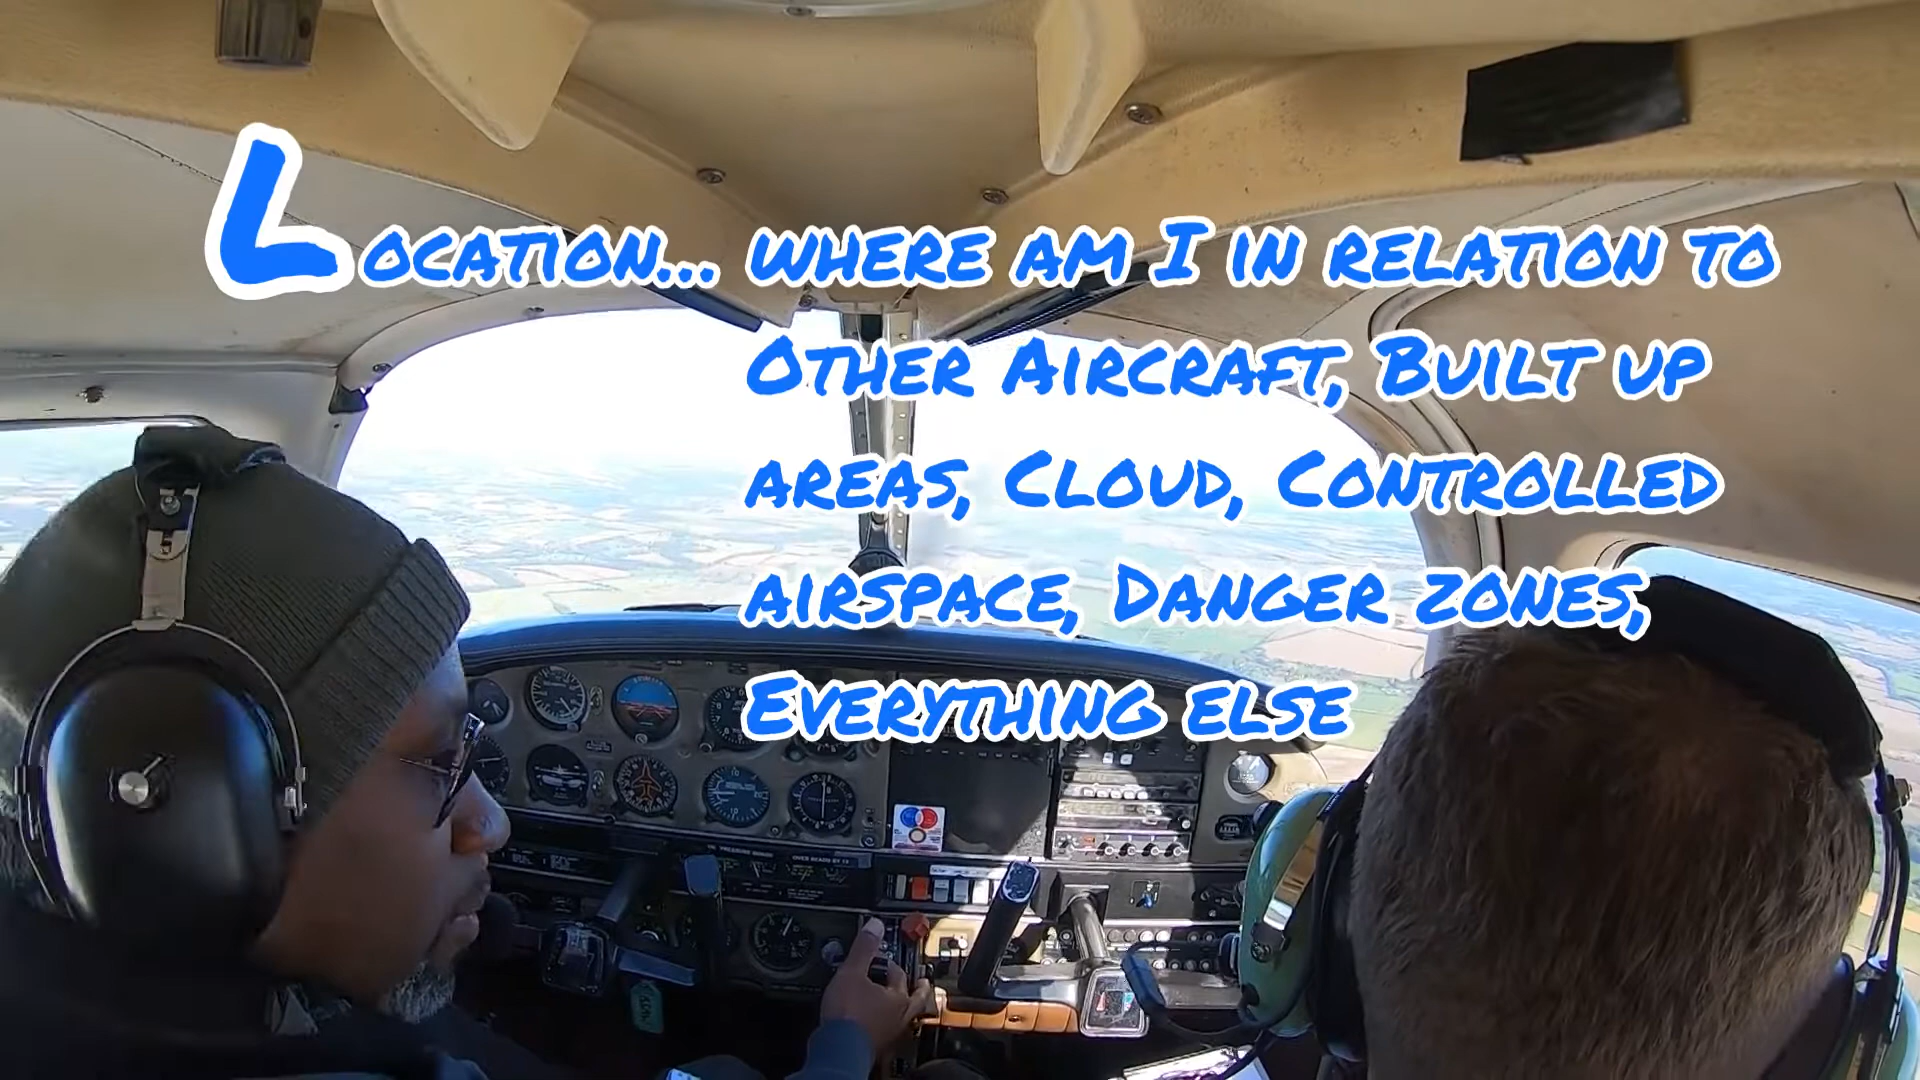 Location... where am I in relation to
Other Aircraft, Built up
areas, Cloud, Controlled
airspace, Danger zones,
Everything else